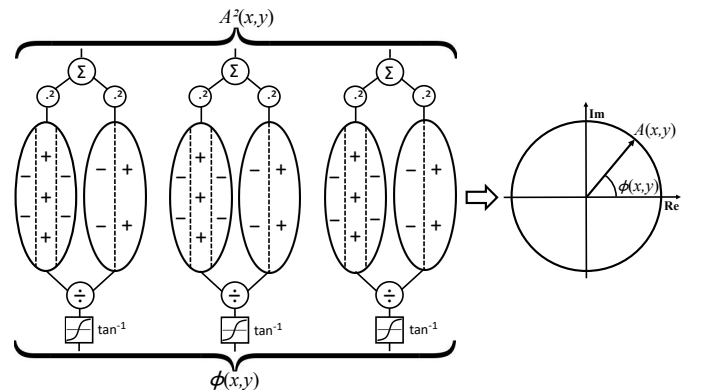 A²(x,y)
Σ Σ Σ
.² .² .² .² .² .²
+ + +
− − + − − + − − +
+ + +
− − − + − − − + − − − +
+ + +
÷ ÷ ÷
tan⁻¹ tan⁻¹ tan⁻¹
ϕ(x,y)
Im
A(x,y)
ϕ(x,y)
Re